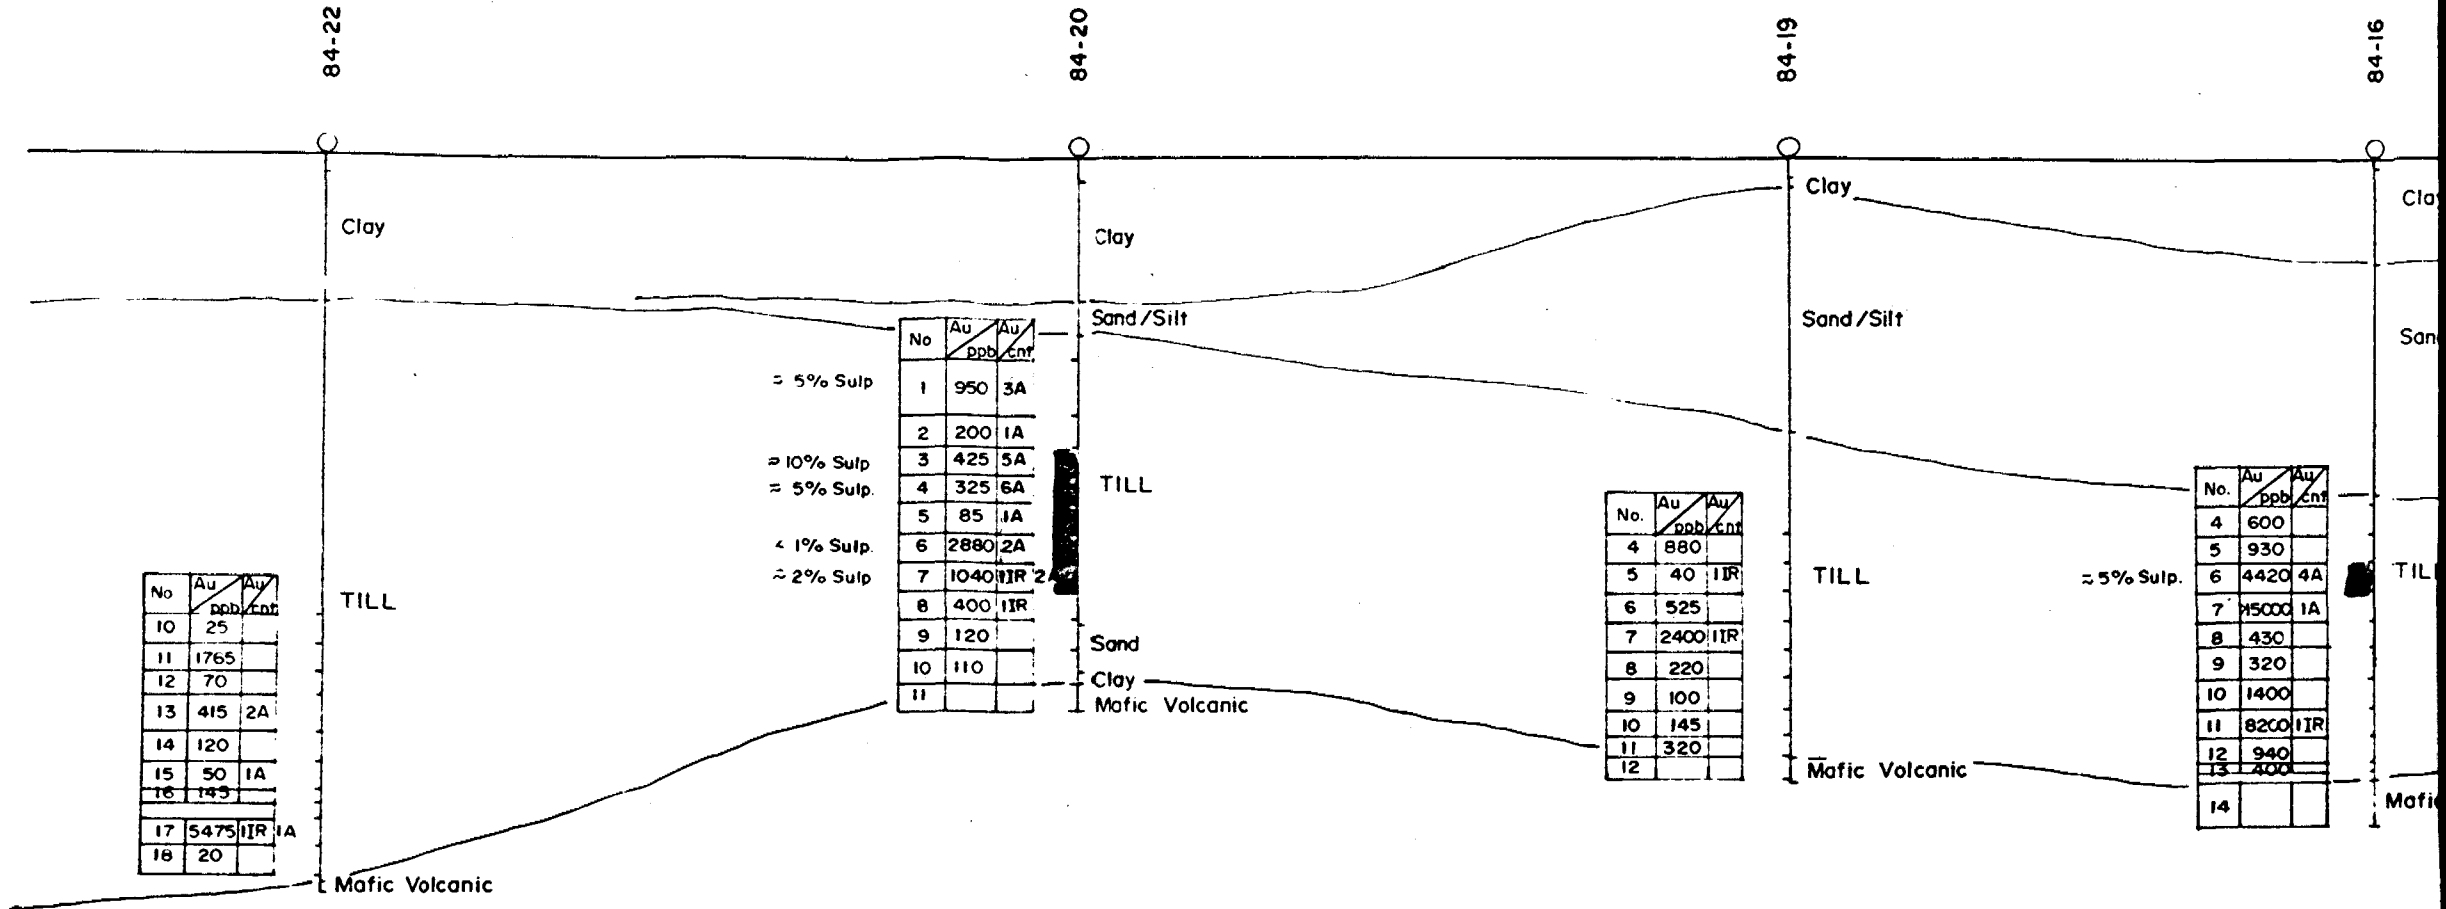 84-22
84-20
84-19
84-16
Clay
Clay
Clay
Cla
Sand/Silt
Sand/Silt
San
TILL
TILL
TILL
TIL
Sand
Clay
Mafic Volcanic
Mafic Volcanic
Mafic Volcanic
Mafi
No Au ppb Au cnt
10 25
11 1765
12 70
13 415 2A
14 120
15 50 1A
16 145
17 5475 1IR 1A
18 20
No Au ppb Au cnt
≈ 5% Sulp 1 950 3A
2 200 1A
≈ 10% Sulp 3 425 5A
≈ 5% Sulp. 4 325 6A
5 85 1A
< 1% Sulp. 6 2880 2A
≈ 2% Sulp 7 1040 1IR 2A
8 400 1IR
9 120
10 110
11
No. Au ppb Au cnt
4 880
5 40 1IR
6 525
7 2400 1IR
8 220
9 100
10 145
11 320
12
No. Au ppb Au cnt
4 600
5 930
≈ 5% Sulp. 6 4420 4A
7 >15000 1A
8 430
9 320
10 1400
11 8200 1IR
12 940
13 400
14